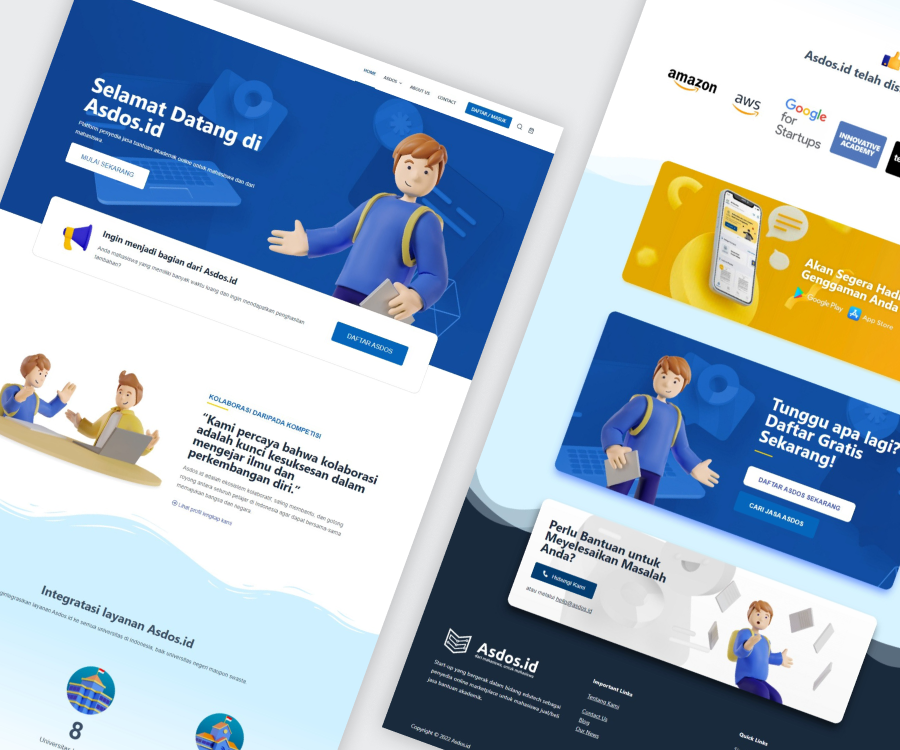 HOME
ASDOS
ABOUT US
CONTACT
DAFTAR / MASUK
Selamat Datang di
Asdos.id
Platform penyedia jasa bantuan akademik online untuk mahasiswa dan dari
mahasiswa.
MULAI SEKARANG
Ingin menjadi bagian dari Asdos.id
Anda mahasiswa yang memiliki banyak waktu luang dan ingin mendapatkan penghasilan
tambahan?
DAFTAR ASDOS
KOLABORASI DARIPADA KOMPETISI
“Kami percaya bahwa kolaborasi
adalah kunci kesuksesan dalam
mengejar ilmu dan
perkembangan diri.”
Asdos id adalah ekosistem kolaboratif, saling membantu, dan gotong
royong antara seluruh pelajar di Indonesia agar dapat bersama-sama
memajukan bangsa dan negara.
Lihat profil lengkap kami
Integratasi layanan Asdos.id
layanan Asdos id ke semua universitas di indonesia, baik universitas negeri maupun swasta
8
Asdos.id telah
amazon
aws
Google
for
Startups
INNOVATIVE
ACADEMY
Akan Segera
Genggaman Anda
Google Play
App Store
Tunggu apa lagi?
Daftar Gratis
Sekarang!
DAFTAR ASDOS SEKARANG
CARI JASA ASDOS
Perlu Bantuan untuk
Meyelesaikan Masalah
Anda?
Hubungi Kami
atau melalui hello@asdos.id
Asdos.id
Start-up yang bergerak dalam bidang edutech sebagai
penyedia online marketplace untuk mahasiswa jual/beli
jasa bantuan akademik.
Important Links
Tentang Kami
Contact Us
Blog
Our News
Quick Links
Copyright © 2022 Asdos.id